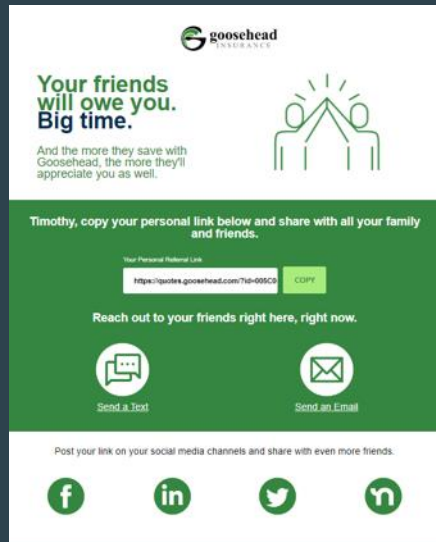 goosehead
INSURANCE
Your friends
will owe you.
Big time.
And the more they save with
Goosehead, the more they'll
appreciate you as well.
Timothy, copy your personal link below and share with all your family
and friends.
Your Personal Referral Link
https://quotes.goosehead.com/?id=005C0
COPY
Reach out to your friends right here, right now.
Send a Text
Send an Email
Post your link on your social media channels and share with even more friends.